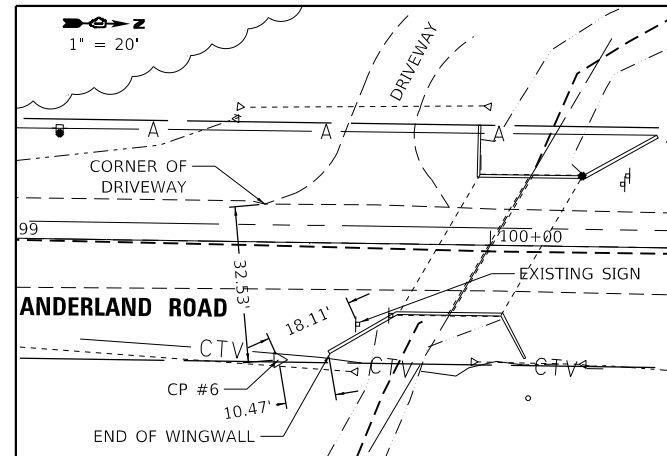 Z
1" = 20'
DRIVEWAY
A A A
CORNER OF
DRIVEWAY
99
100+00
32.53'
EXISTING SIGN
ANDERLAND ROAD
18.11'
CTV CTV CTV
CP #6
10.47'
END OF WINGWALL